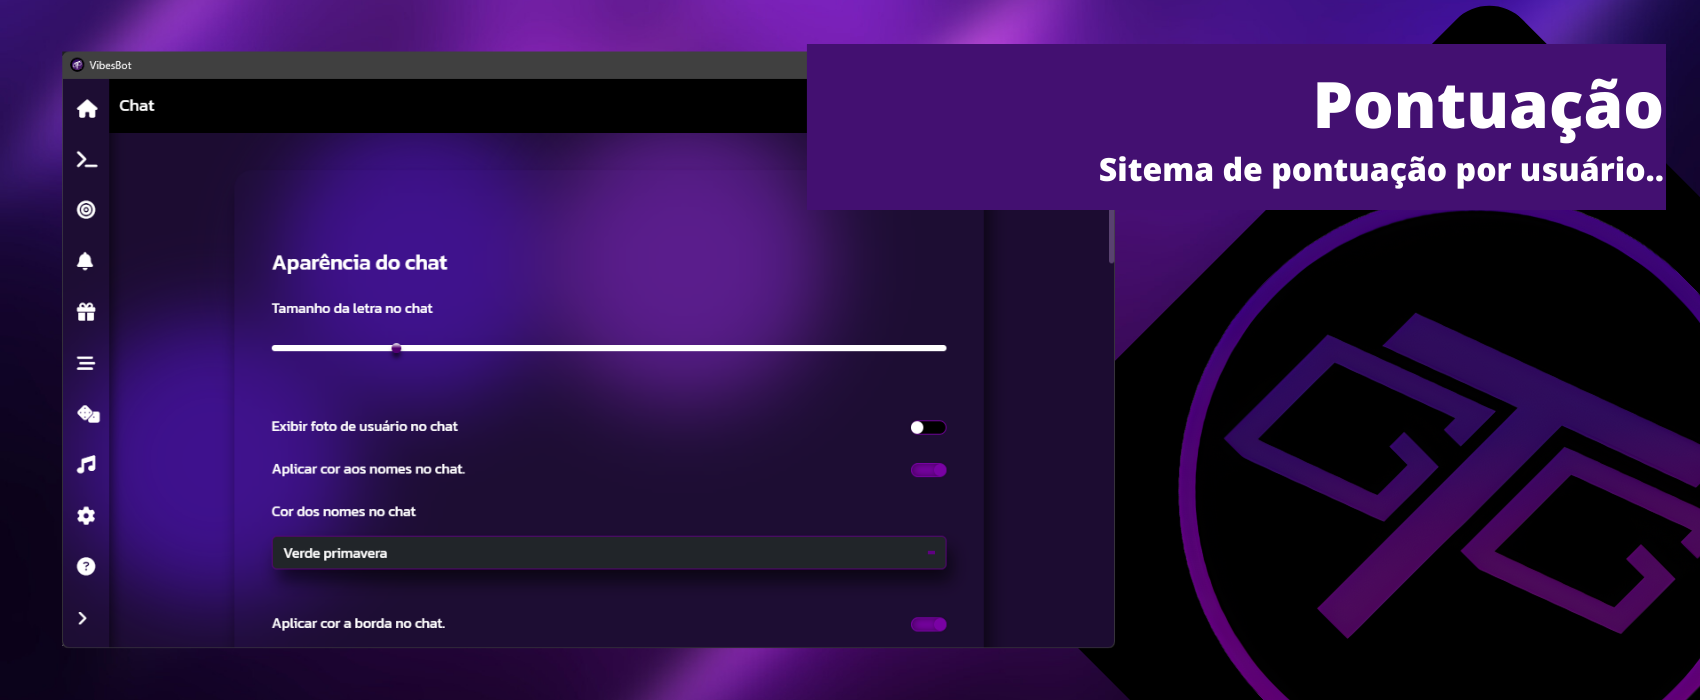 VibesBot
Chat
Pontuação
Sitema de pontuação por usuário..
Aparência do chat
Tamanho da letra no chat
Exibir foto de usuário no chat
Aplicar cor aos nomes no chat.
Cor dos nomes no chat
Verde primavera
Aplicar cor a borda no chat.